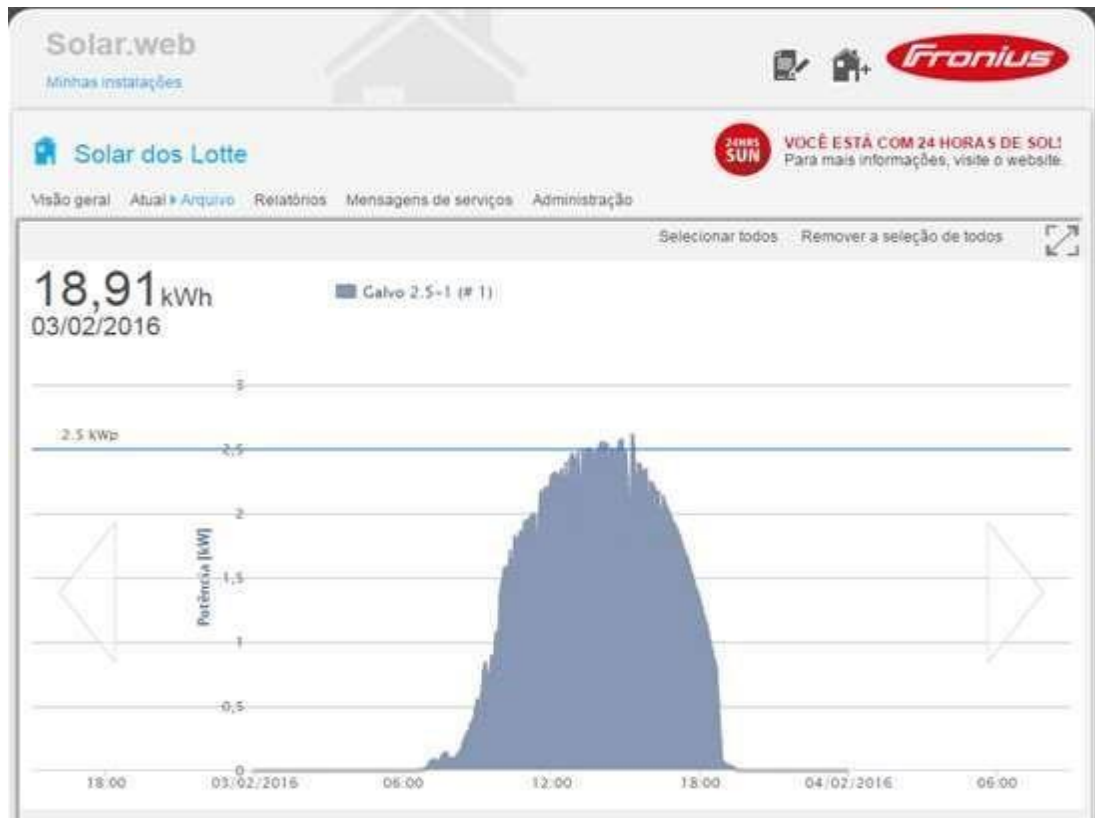 Solar.web
Minhas instalações
Fronius
Solar dos Lotte
24HRS
SUN
VOCÊ ESTÁ COM 24 HORAS DE SOL!
Para mais informações, visite o website.
Visão geral Atual Arquivo Relatórios Mensagens de serviços Administração
Selecionar todos Remover a seleção de todos
18,91 kWh
03/02/2016
Galvo 2.5-1 (# 1)
3
2.5 kWp
2,5
2
Potência [kW]
1,5
1
0,5
0
18:00 03/02/2016 06:00 12:00 18:00 04/02/2016 06:00